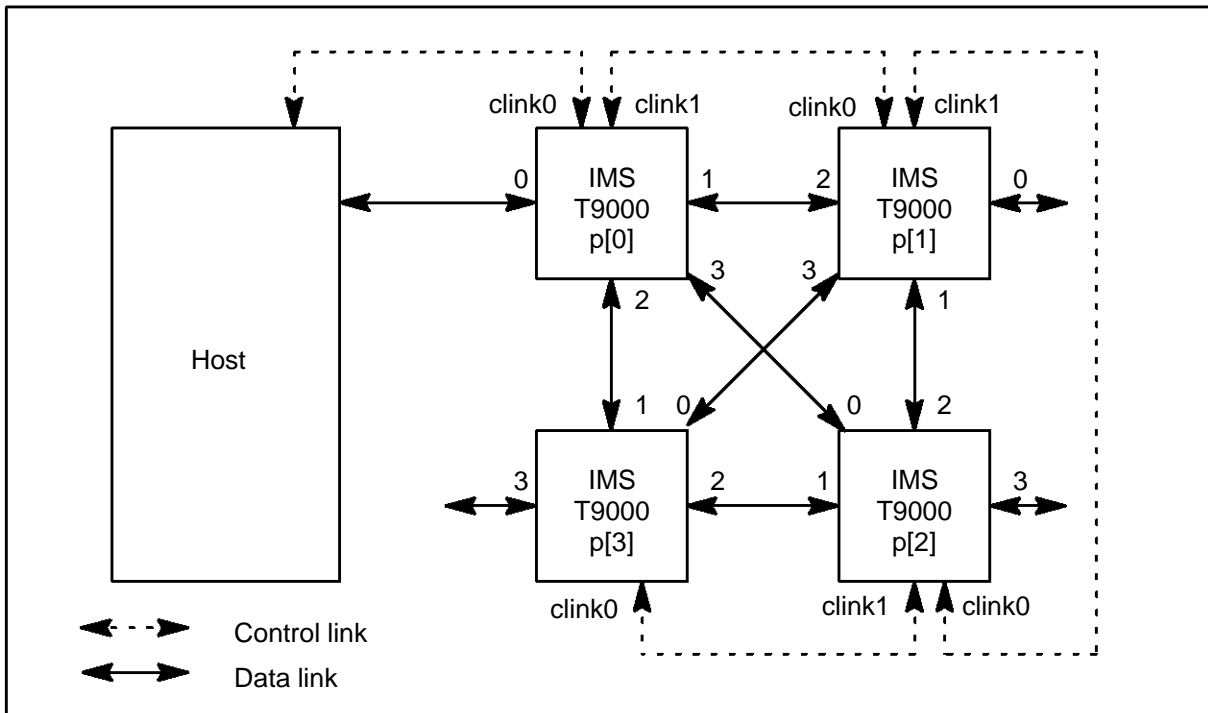 clink0
clink1
clink0
clink1
Host
0
IMS
T9000
p[0]
1
2
IMS
T9000
p[1]
0
2
3
3
1
1
0
0
2
3
IMS
T9000
p[3]
2
1
IMS
T9000
p[2]
3
clink0
clink1
clink0
Control link
Data link